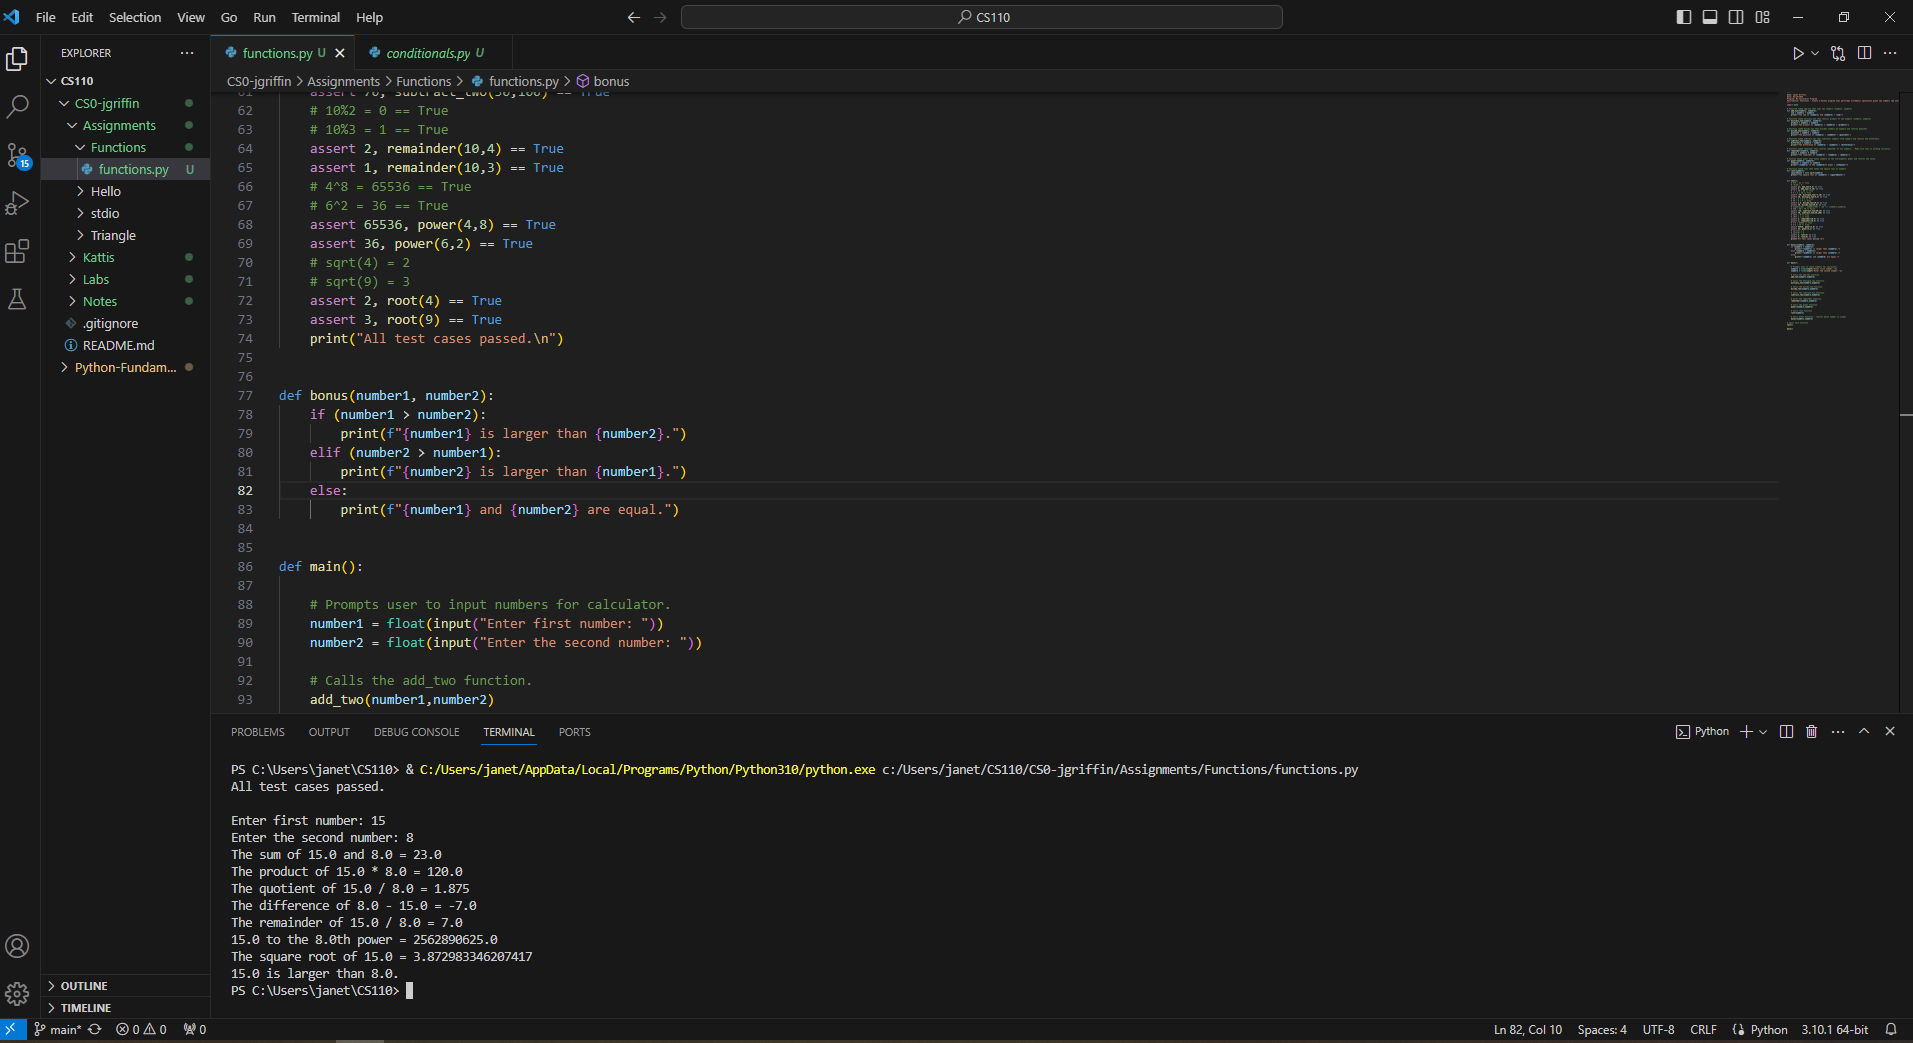 File Edit Selection View Go Run Terminal Help
CS110
EXPLORER
functions.py U
conditionals.py U
CS110
CS0-jgriffin
Assignments
Functions
functions.py U
Hello
stdio
Triangle
Kattis
Labs
Notes
.gitignore
README.md
Python-Fundam...
OUTLINE
TIMELINE
15
CS0-jgriffin > Assignments > Functions > functions.py > bonus
61 assert 70, subtract_two(30,100) == True
62 # 10%2 = 0 == True
63 # 10%3 = 1 == True
64 assert 2, remainder(10,4) == True
65 assert 1, remainder(10,3) == True
66 # 4^8 = 65536 == True
67 # 6^2 = 36 == True
68 assert 65536, power(4,8) == True
69 assert 36, power(6,2) == True
70 # sqrt(4) = 2
71 # sqrt(9) = 3
72 assert 2, root(4) == True
73 assert 3, root(9) == True
74 print("All test cases passed.\n")
75
76
77 def bonus(number1, number2):
78 if (number1 > number2):
79 print(f"{number1} is larger than {number2}.")
80 elif (number2 > number1):
81 print(f"{number2} is larger than {number1}.")
82 else:
83 print(f"{number1} and {number2} are equal.")
84
85
86 def main():
87
88 # Prompts user to input numbers for calculator.
89 number1 = float(input("Enter first number: "))
90 number2 = float(input("Enter the second number: "))
91
92 # Calls the add_two function.
93 add_two(number1,number2)
PROBLEMS OUTPUT DEBUG CONSOLE TERMINAL PORTS
Python
PS C:\Users\janet\CS110> & C:/Users/janet/AppData/Local/Programs/Python/Python310/python.exe c:/Users/janet/CS110/CS0-jgriffin/Assignments/Functions/functions.py
All test cases passed.
Enter first number: 15
Enter the second number: 8
The sum of 15.0 and 8.0 = 23.0
The product of 15.0 * 8.0 = 120.0
The quotient of 15.0 / 8.0 = 1.875
The difference of 8.0 - 15.0 = -7.0
The remainder of 15.0 / 8.0 = 7.0
15.0 to the 8.0th power = 2562890625.0
The square root of 15.0 = 3.872983346207417
15.0 is larger than 8.0.
PS C:\Users\janet\CS110>
main* 0 0 0
Ln 82, Col 10 Spaces: 4 UTF-8 CRLF Python 3.10.1 64-bit